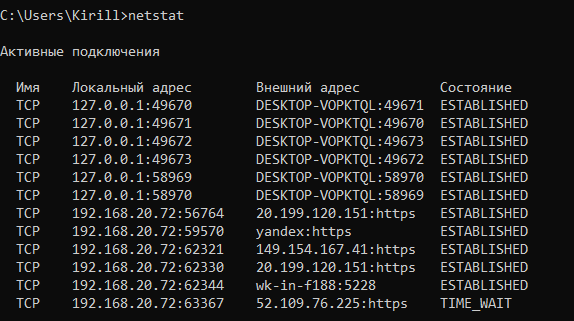 C:\Users\Kirill>netstat
Активные подключения
Имя Локальный адрес Внешний адрес Состояние
TCP 127.0.0.1:49670 DESKTOP-VOPKTQL:49671 ESTABLISHED
TCP 127.0.0.1:49671 DESKTOP-VOPKTQL:49670 ESTABLISHED
TCP 127.0.0.1:49672 DESKTOP-VOPKTQL:49673 ESTABLISHED
TCP 127.0.0.1:49673 DESKTOP-VOPKTQL:49672 ESTABLISHED
TCP 127.0.0.1:58969 DESKTOP-VOPKTQL:58970 ESTABLISHED
TCP 127.0.0.1:58970 DESKTOP-VOPKTQL:58969 ESTABLISHED
TCP 192.168.20.72:56764 20.199.120.151:https ESTABLISHED
TCP 192.168.20.72:59570 yandex:https ESTABLISHED
TCP 192.168.20.72:62321 149.154.167.41:https ESTABLISHED
TCP 192.168.20.72:62330 20.199.120.151:https ESTABLISHED
TCP 192.168.20.72:62344 wk-in-f188:5228 ESTABLISHED
TCP 192.168.20.72:63367 52.109.76.225:https TIME_WAIT